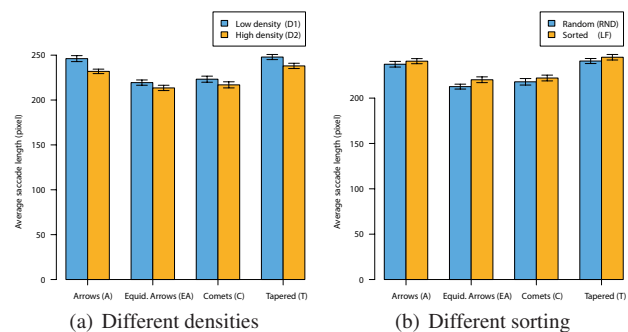 Low density (D1)
High density (D2)
Average saccade length (pixel)
250
200
150
100
50
0
Arrows (A) Equid. Arrows (EA) Comets (C) Tapered (T)
(a) Different densities
Random (RND)
Sorted (LF)
Average saccade length (pixel)
200
150
100
50
0
Arrows (A) Equid. Arrows (EA) Comets (C) Tapered (T)
(b) Different sorting